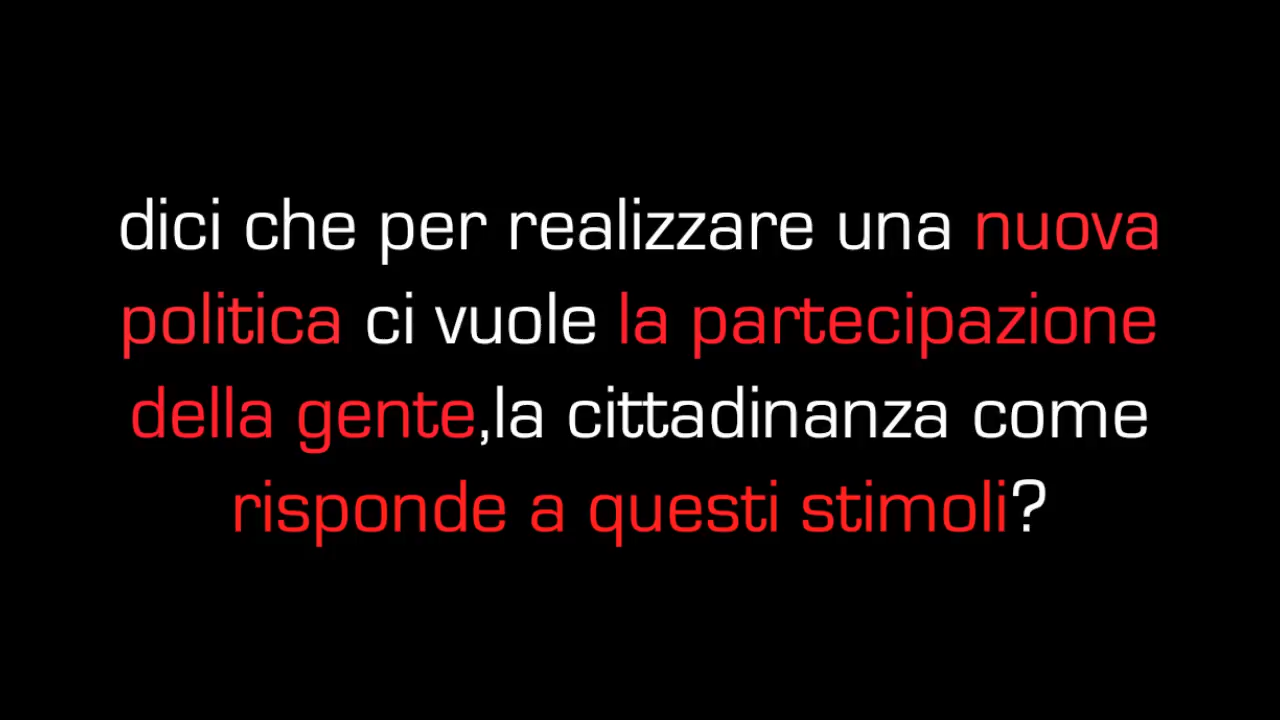 dici che per realizzare una nuova
politica ci vuole la partecipazione
della gente,la cittadinanza come
risponde a questi stimoli?